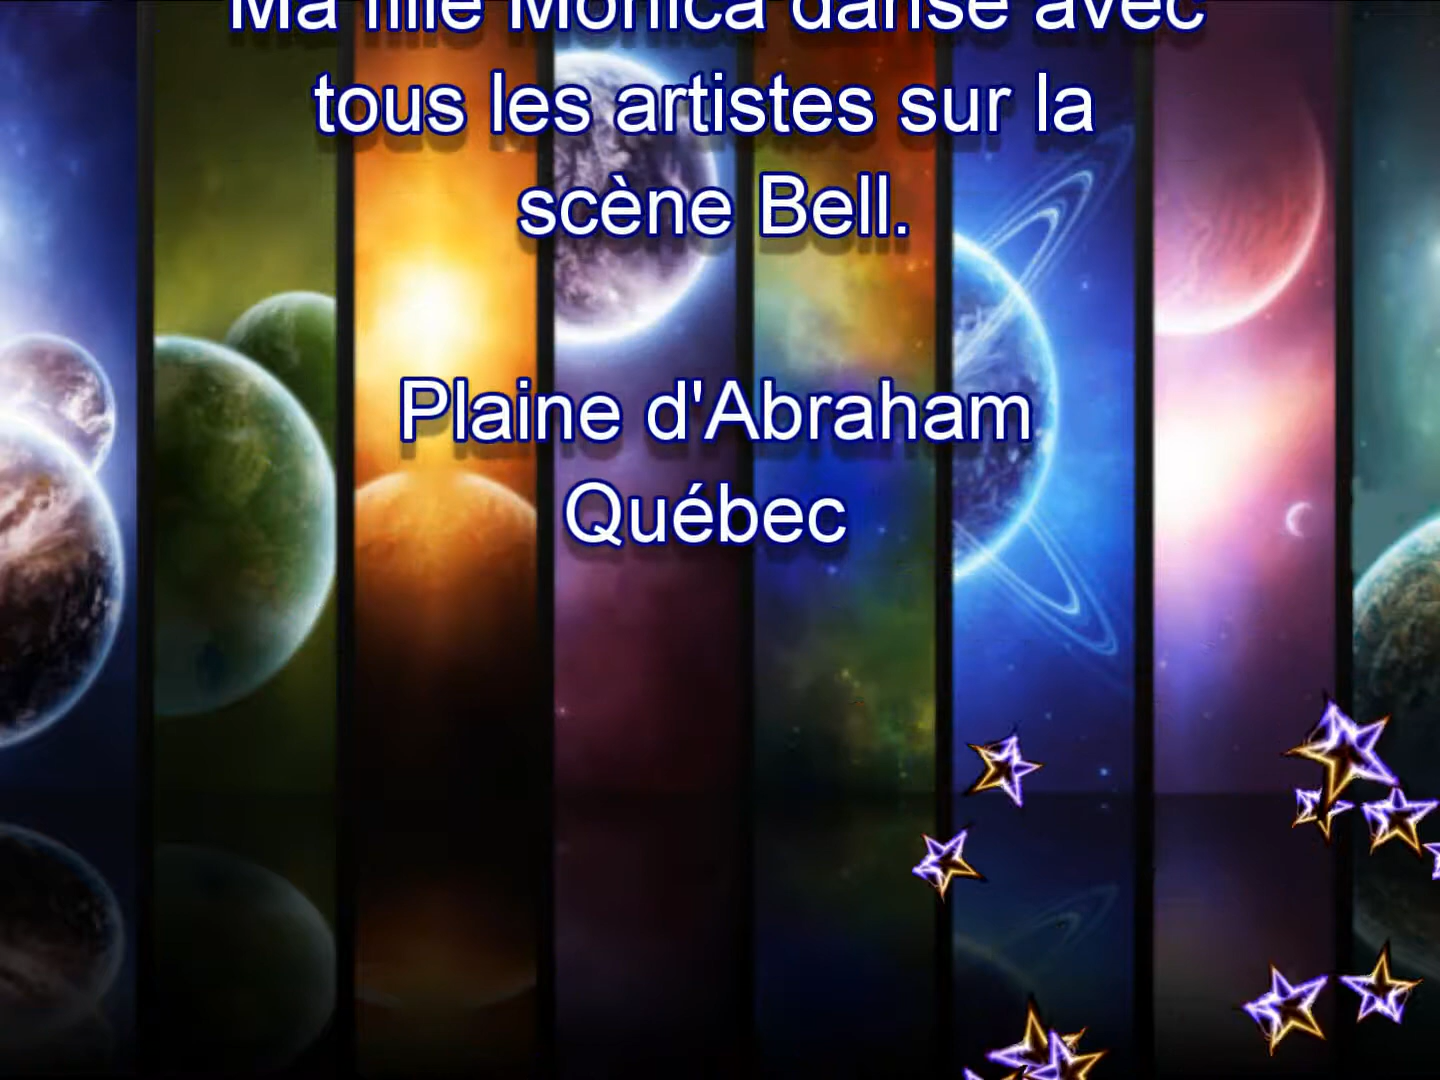 Ma fille Monica danse avec
tous les artistes sur la
scène Bell.
Plaine d'Abraham
Québec